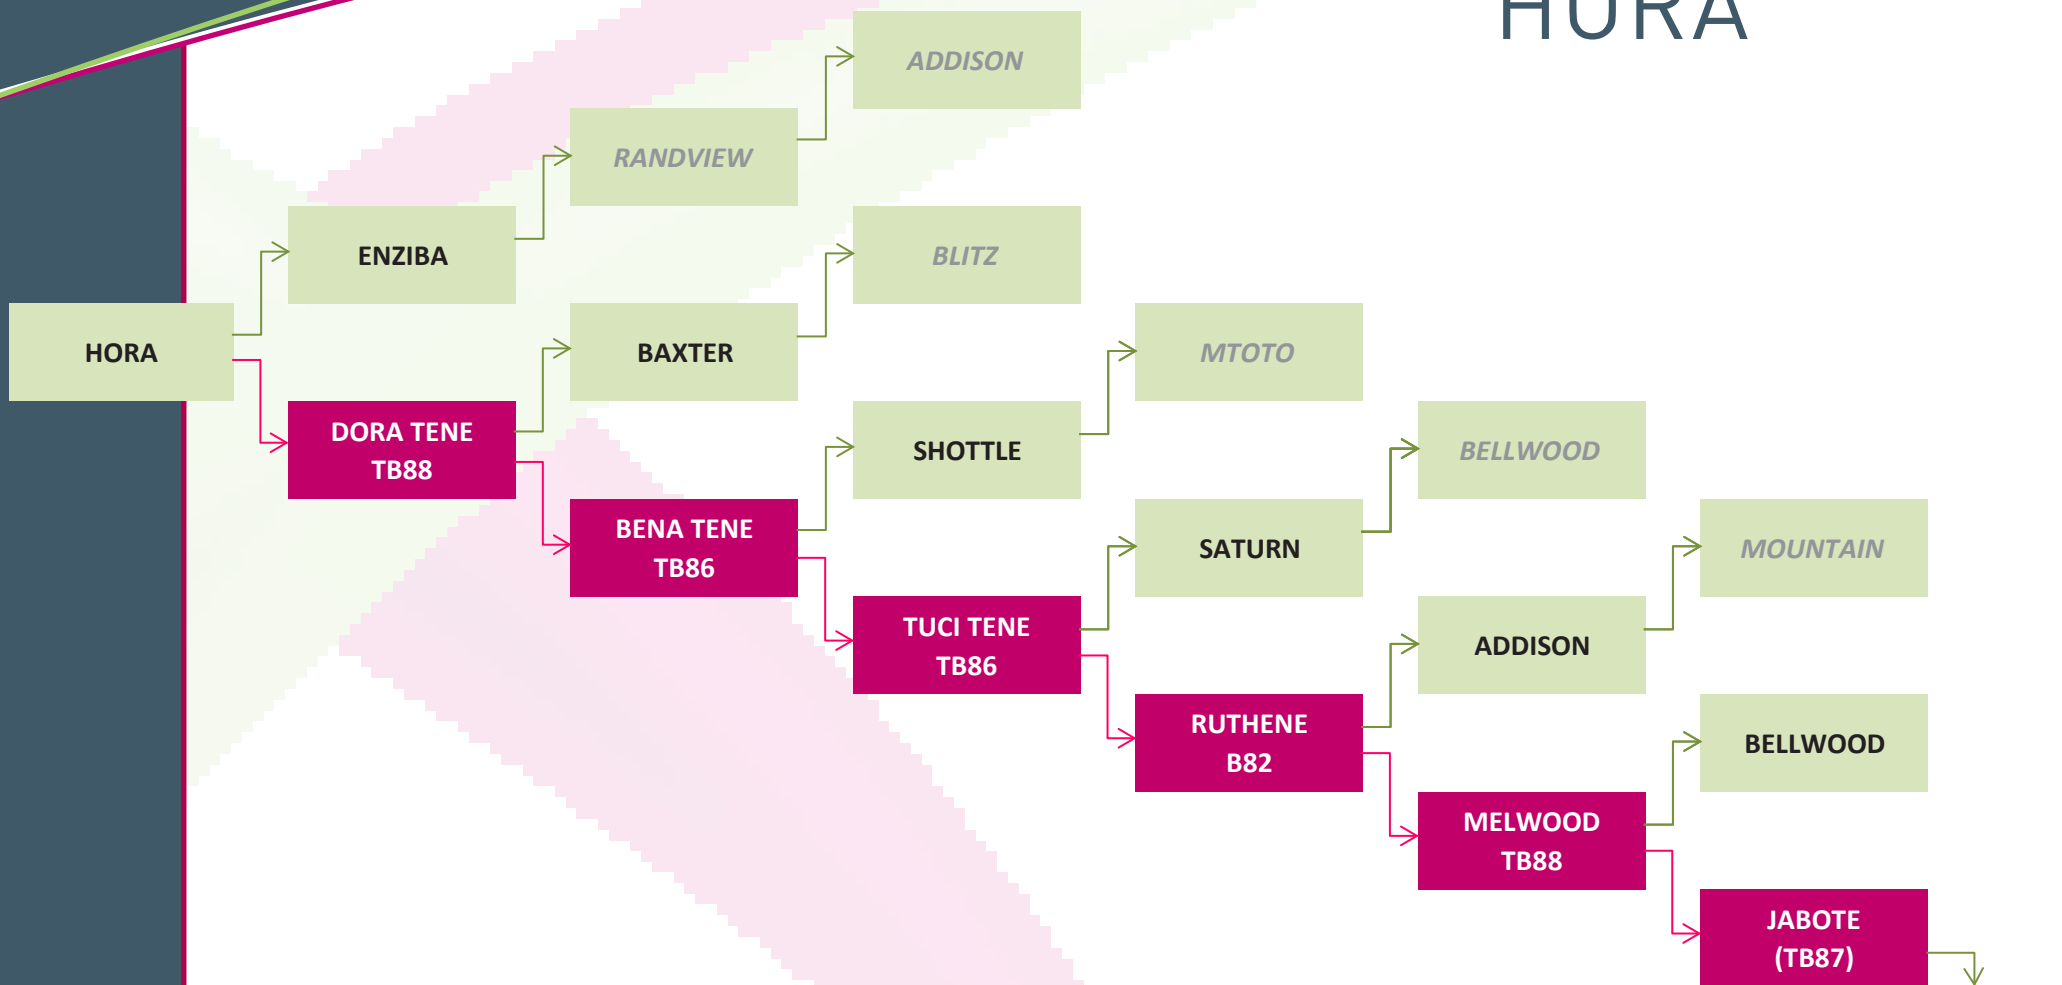 HORA
ADDISON
RANDVIEW
ENZIBA
BLITZ
HORA
BAXTER
MTOTO
DORA TENE
TB88
SHOTTLE
BELLWOOD
BENA TENE
TB86
SATURN
MOUNTAIN
TUCI TENE
TB86
ADDISON
RUTHENE
B82
BELLWOOD
MELWOOD
TB88
JABOTE
(TB87)